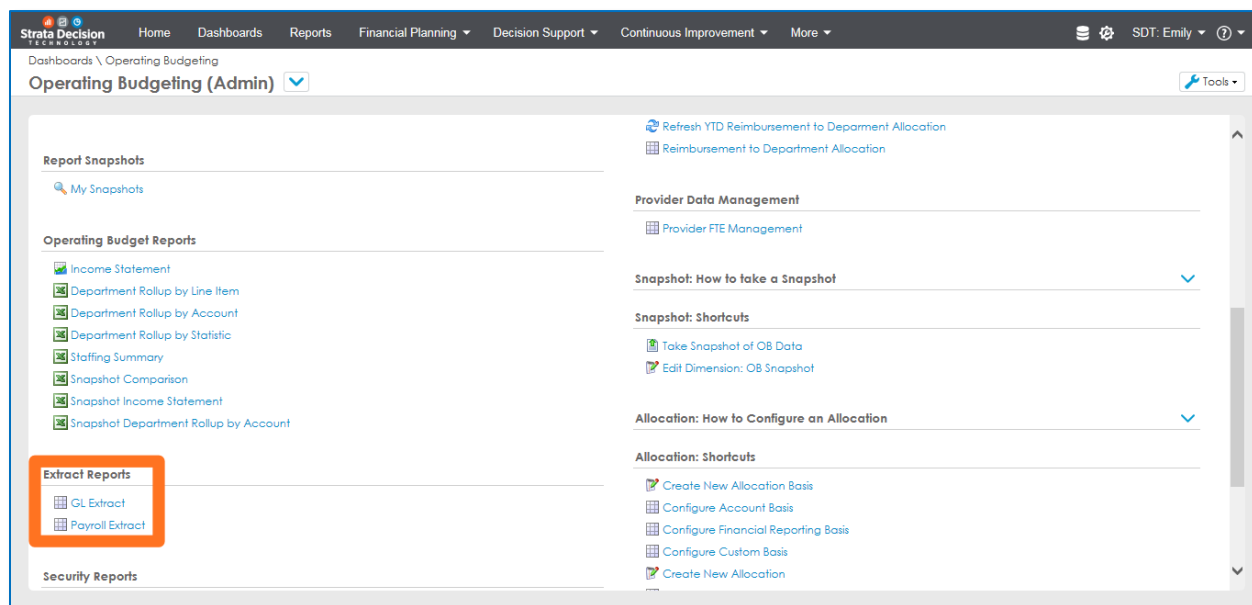 Strata Decision
TECHNOLOGY
Home Dashboards Reports Financial Planning Decision Support Continuous Improvement More SDT: Emily
Dashboards \ Operating Budgeting
Operating Budgeting (Admin)
Tools
Report Snapshots
My Snapshots
Operating Budget Reports
Income Statement
Department Rollup by Line Item
Department Rollup by Account
Department Rollup by Statistic
Staffing Summary
Snapshot Comparison
Snapshot Income Statement
Snapshot Department Rollup by Account
Extract Reports
GL Extract
Payroll Extract
Security Reports
Refresh YTD Reimbursement to Deparment Allocation
Reimbursement to Department Allocation
Provider Data Management
Provider FTE Management
Snapshot: How to take a Snapshot
Snapshot: Shortcuts
Take Snapshot of OB Data
Edit Dimension: OB Snapshot
Allocation: How to Configure an Allocation
Allocation: Shortcuts
Create New Allocation Basis
Configure Account Basis
Configure Financial Reporting Basis
Configure Custom Basis
Create New Allocation